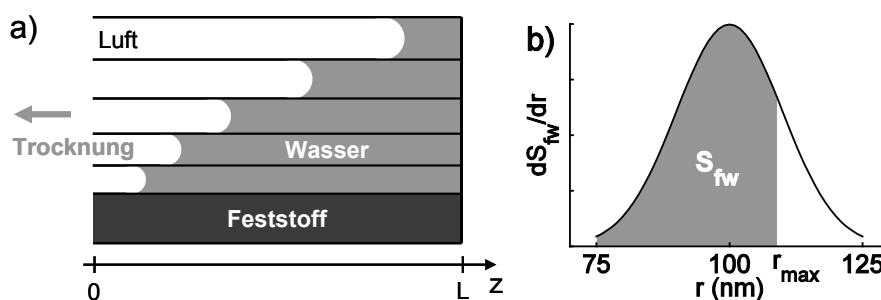 a)
Luft
Trocknung
Wasser
Feststoff
0
L
z
b)
dS_fw/dr
S_fw
75
100
r_max
125
r (nm)